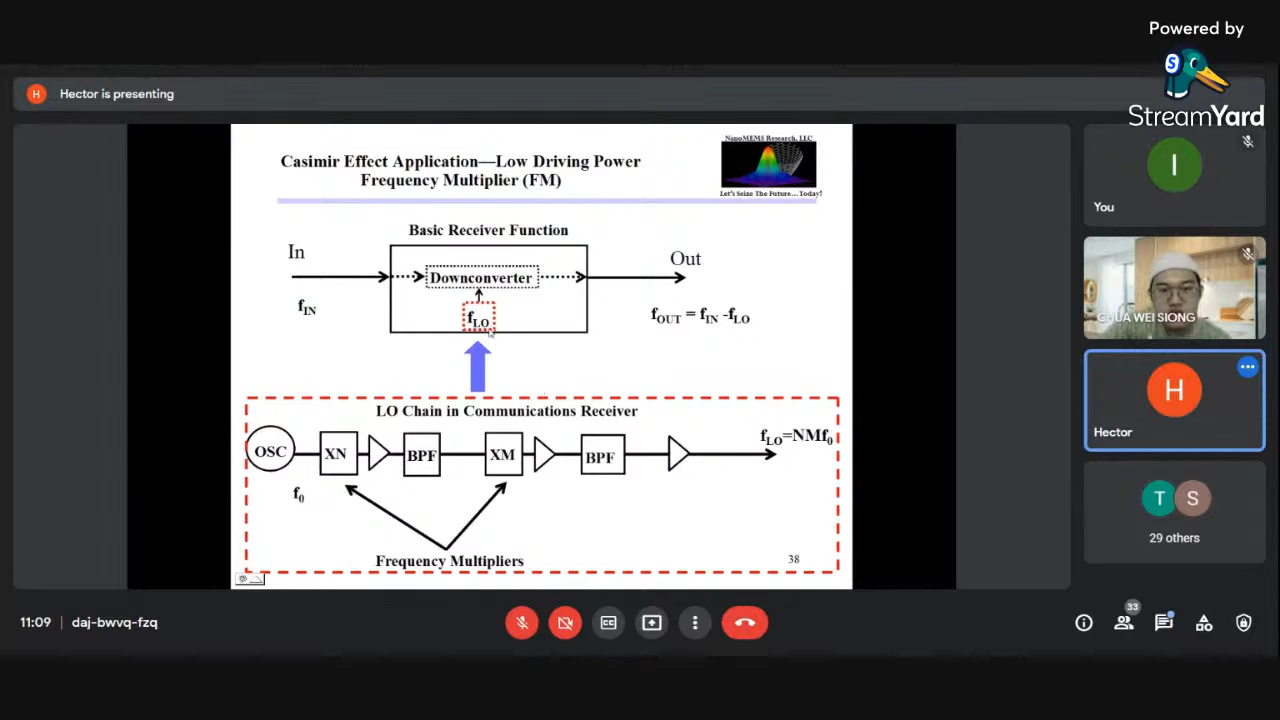 Powered by
S
StreamYard
H
Hector is presenting
NanoMEMS Research, LLC
Let's Seize The Future…Today!
Casimir Effect Application—Low Driving Power
Frequency Multiplier (FM)
Basic Receiver Function
In
Out
Downconverter
fIN
fLO
fOUT = fIN -fLO
LO Chain in Communications Receiver
fLO=NMf0
OSC
XN
BPF
XM
BPF
f0
Frequency Multipliers
38
I
You
CHUA WEI SIONG
H
Hector
T
S
29 others
11:09 | daj-bwvq-fzq
CC
33